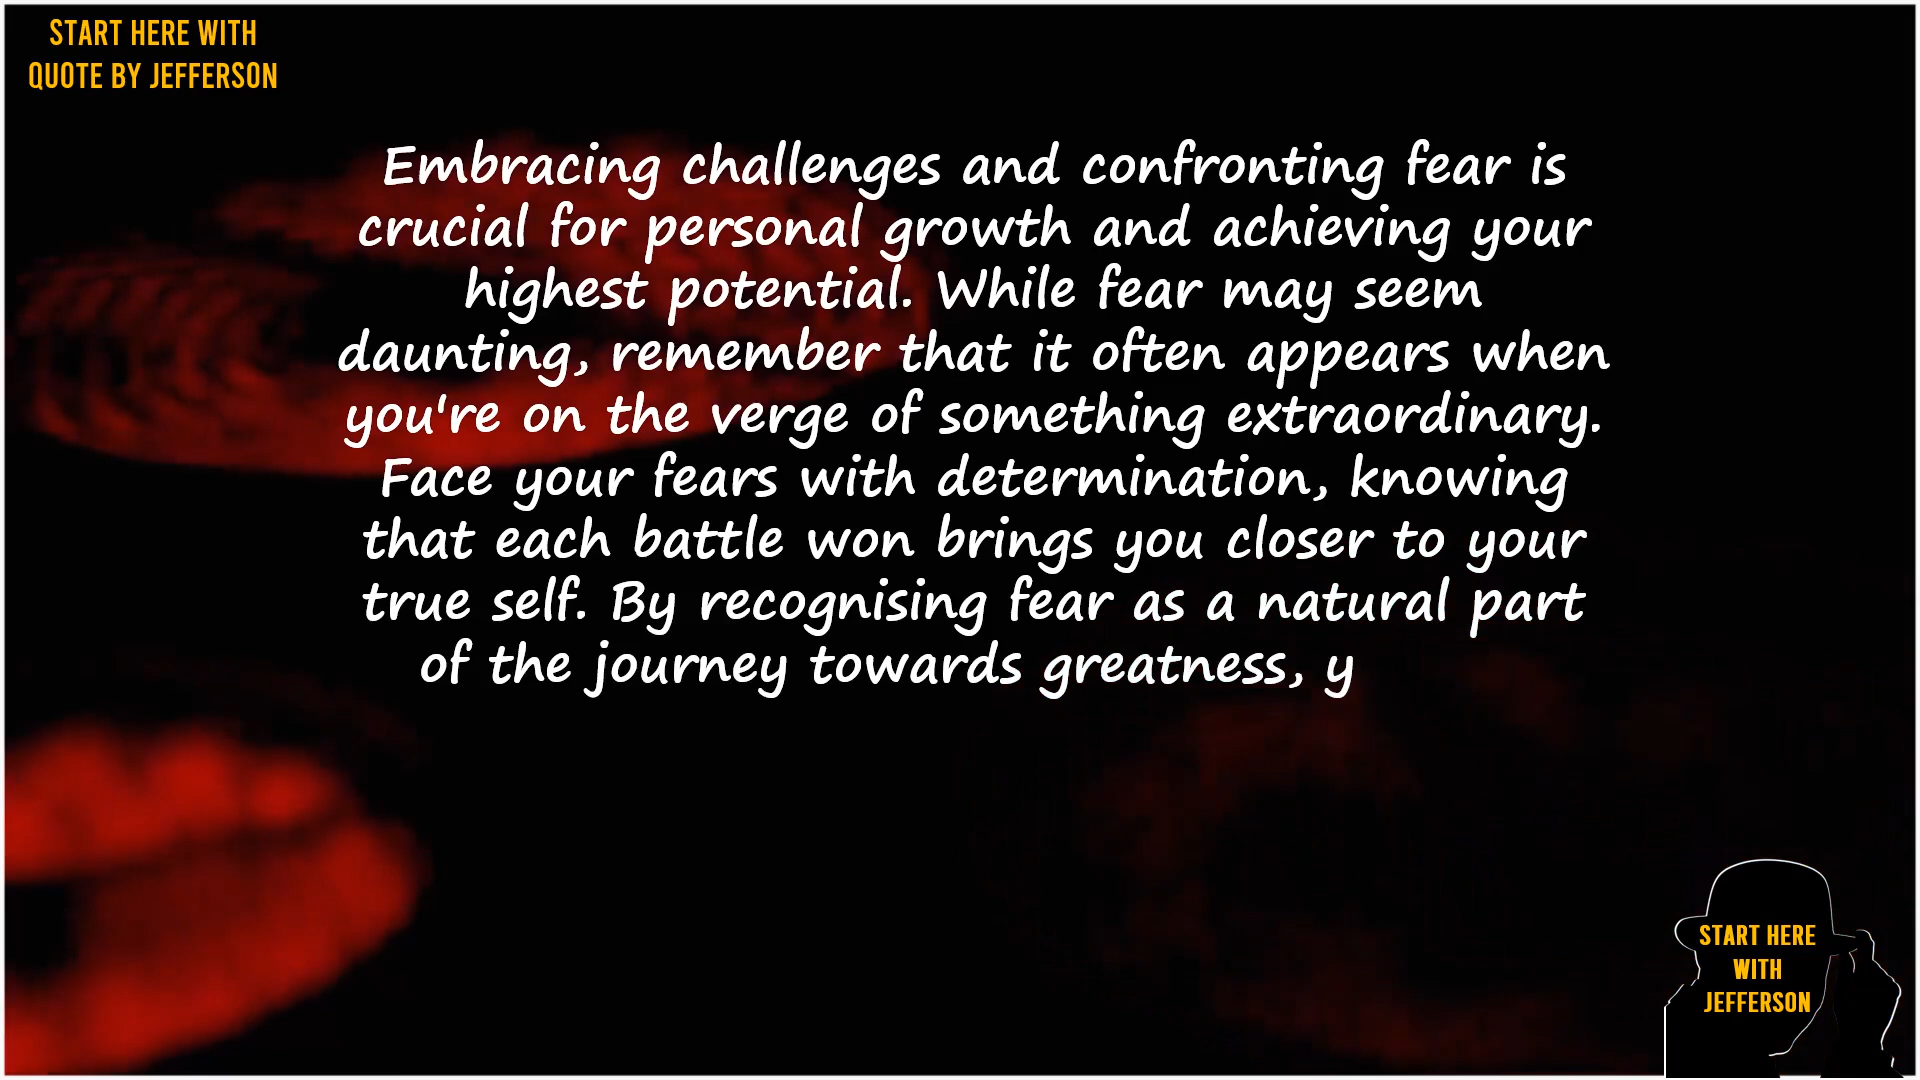 START HERE WITH
QUOTE BY JEFFERSON
Embracing challenges and confronting fear is
crucial for personal growth and achieving your
highest potential. While fear may seem
daunting, remember that it often appears when
you're on the verge of something extraordinary.
Face your fears with determination, knowing
that each battle won brings you closer to your
true self. By recognising fear as a natural part
of the journey towards greatness, y
START HERE
WITH
JEFFERSON